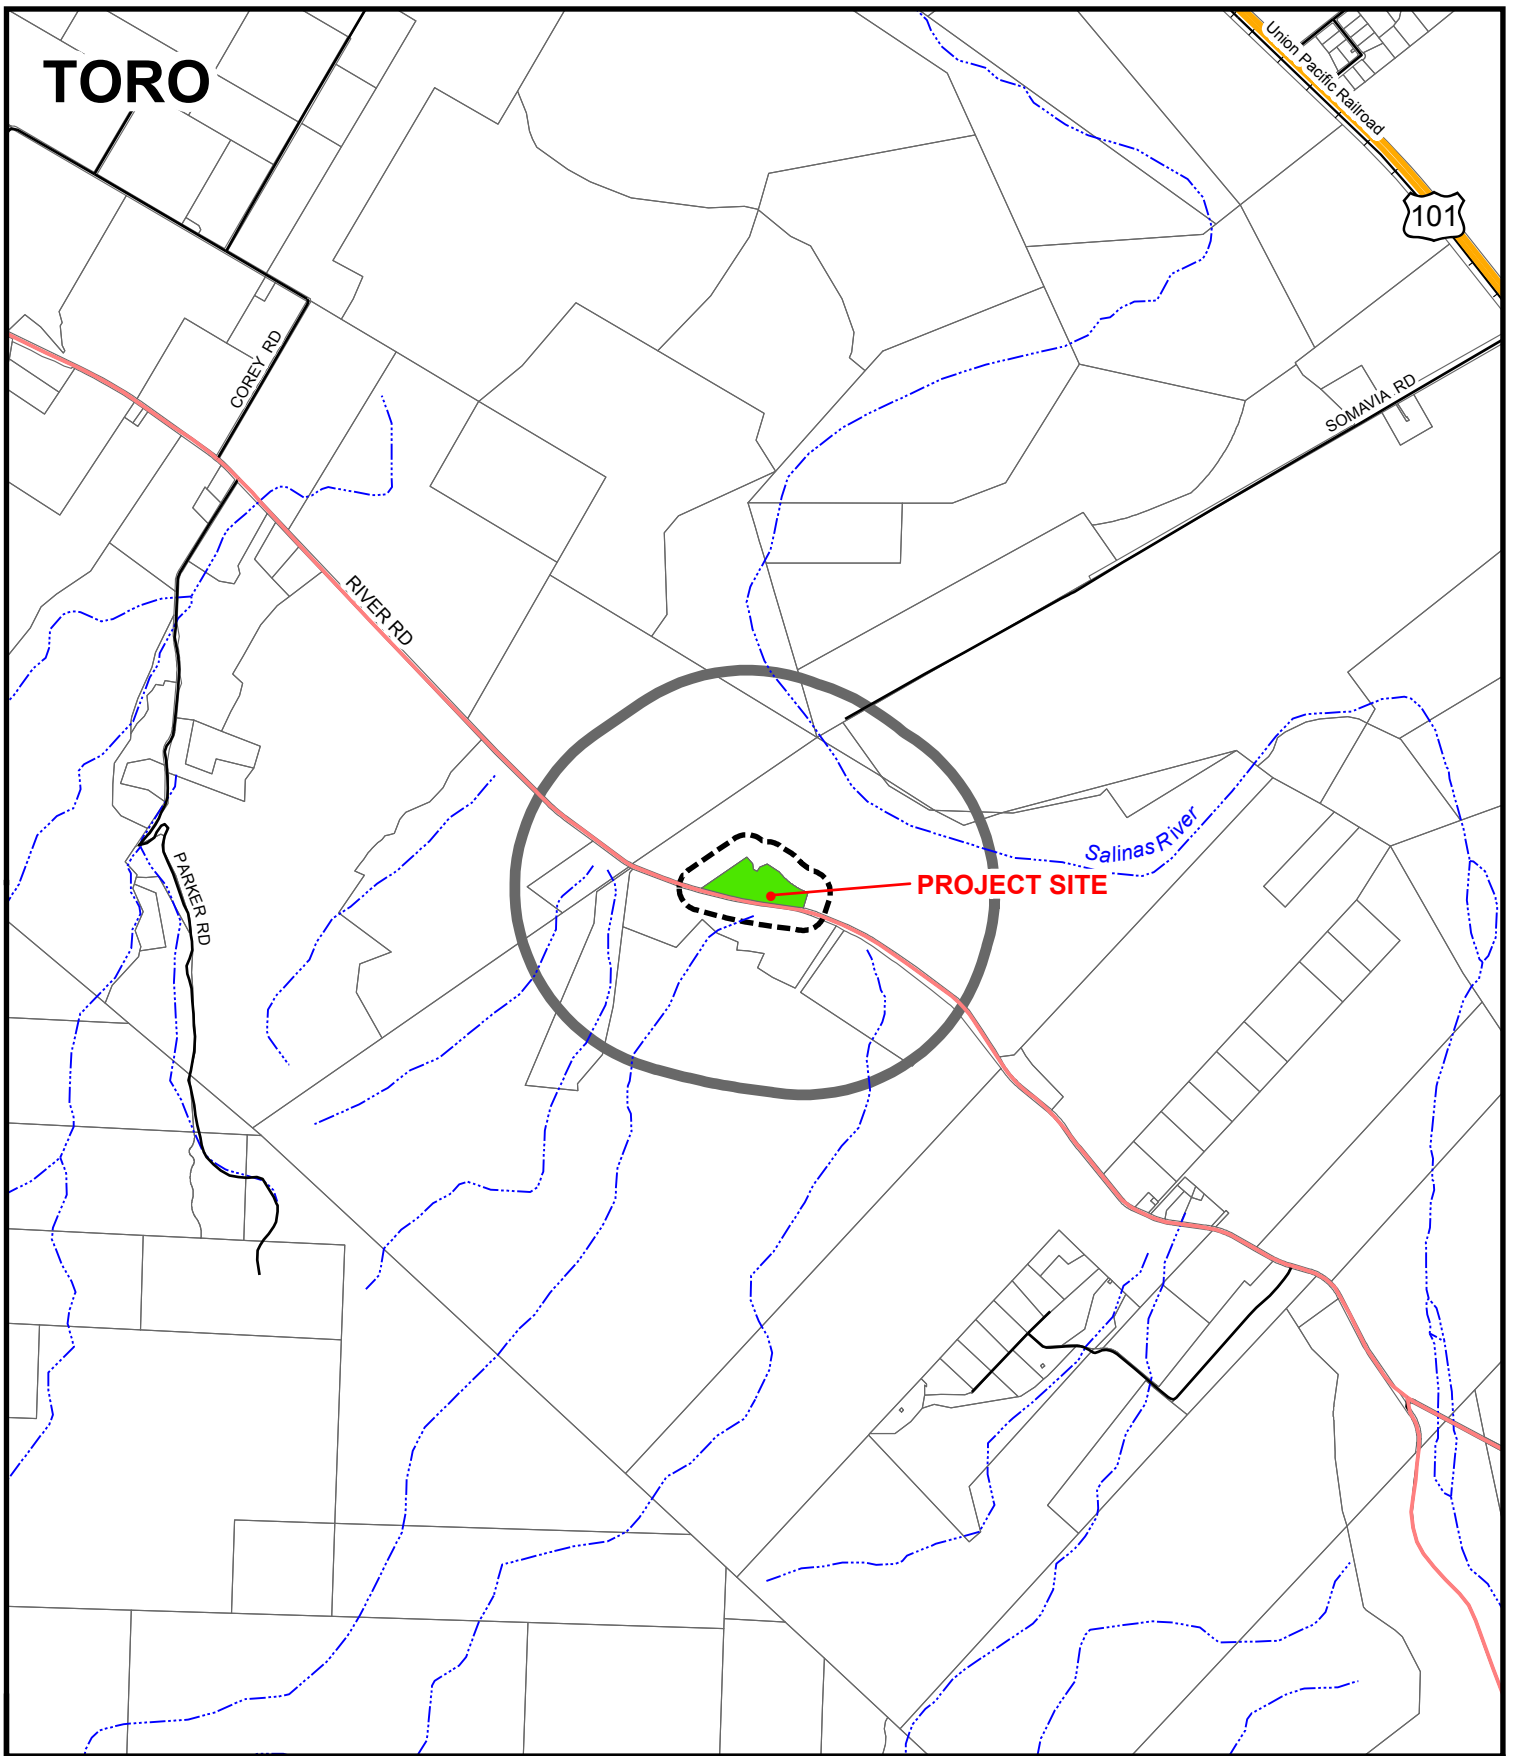 TORO
Union Pacific Railroad
101
COREY RD
SOMAVIA RD
RIVER RD
Salinas River
PARKER RD
PROJECT SITE